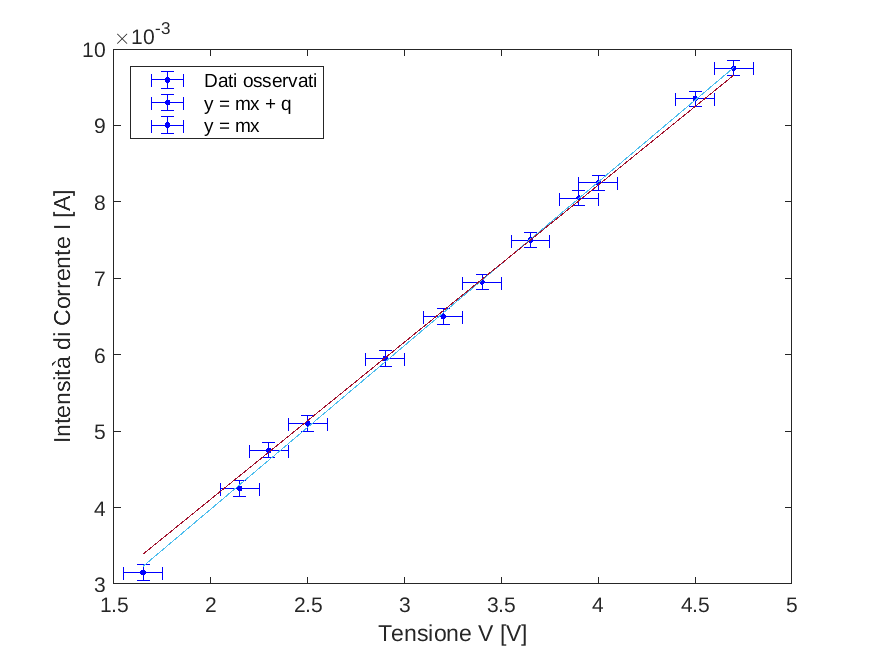 ×10-3
10
9
8
7
6
5
4
3
1.5 2 2.5 3 3.5 4 4.5 5
Intensità di Corrente I [A]
Tensione V [V]
Dati osservati
y = mx + q
y = mx